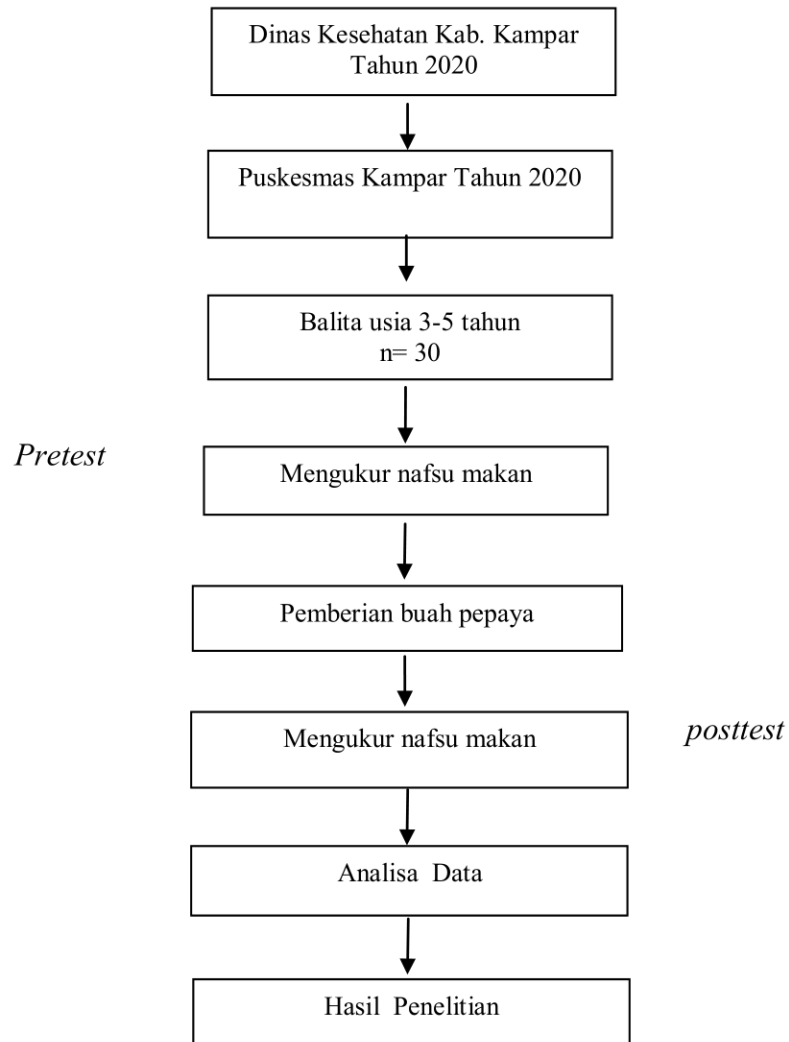 Dinas Kesehatan Kab. Kampar
Tahun 2020
Puskesmas Kampar Tahun 2020
Balita usia 3-5 tahun
n= 30
Pretest
Mengukur nafsu makan
Pemberian buah pepaya
Mengukur nafsu makan
posttest
Analisa Data
Hasil Penelitian